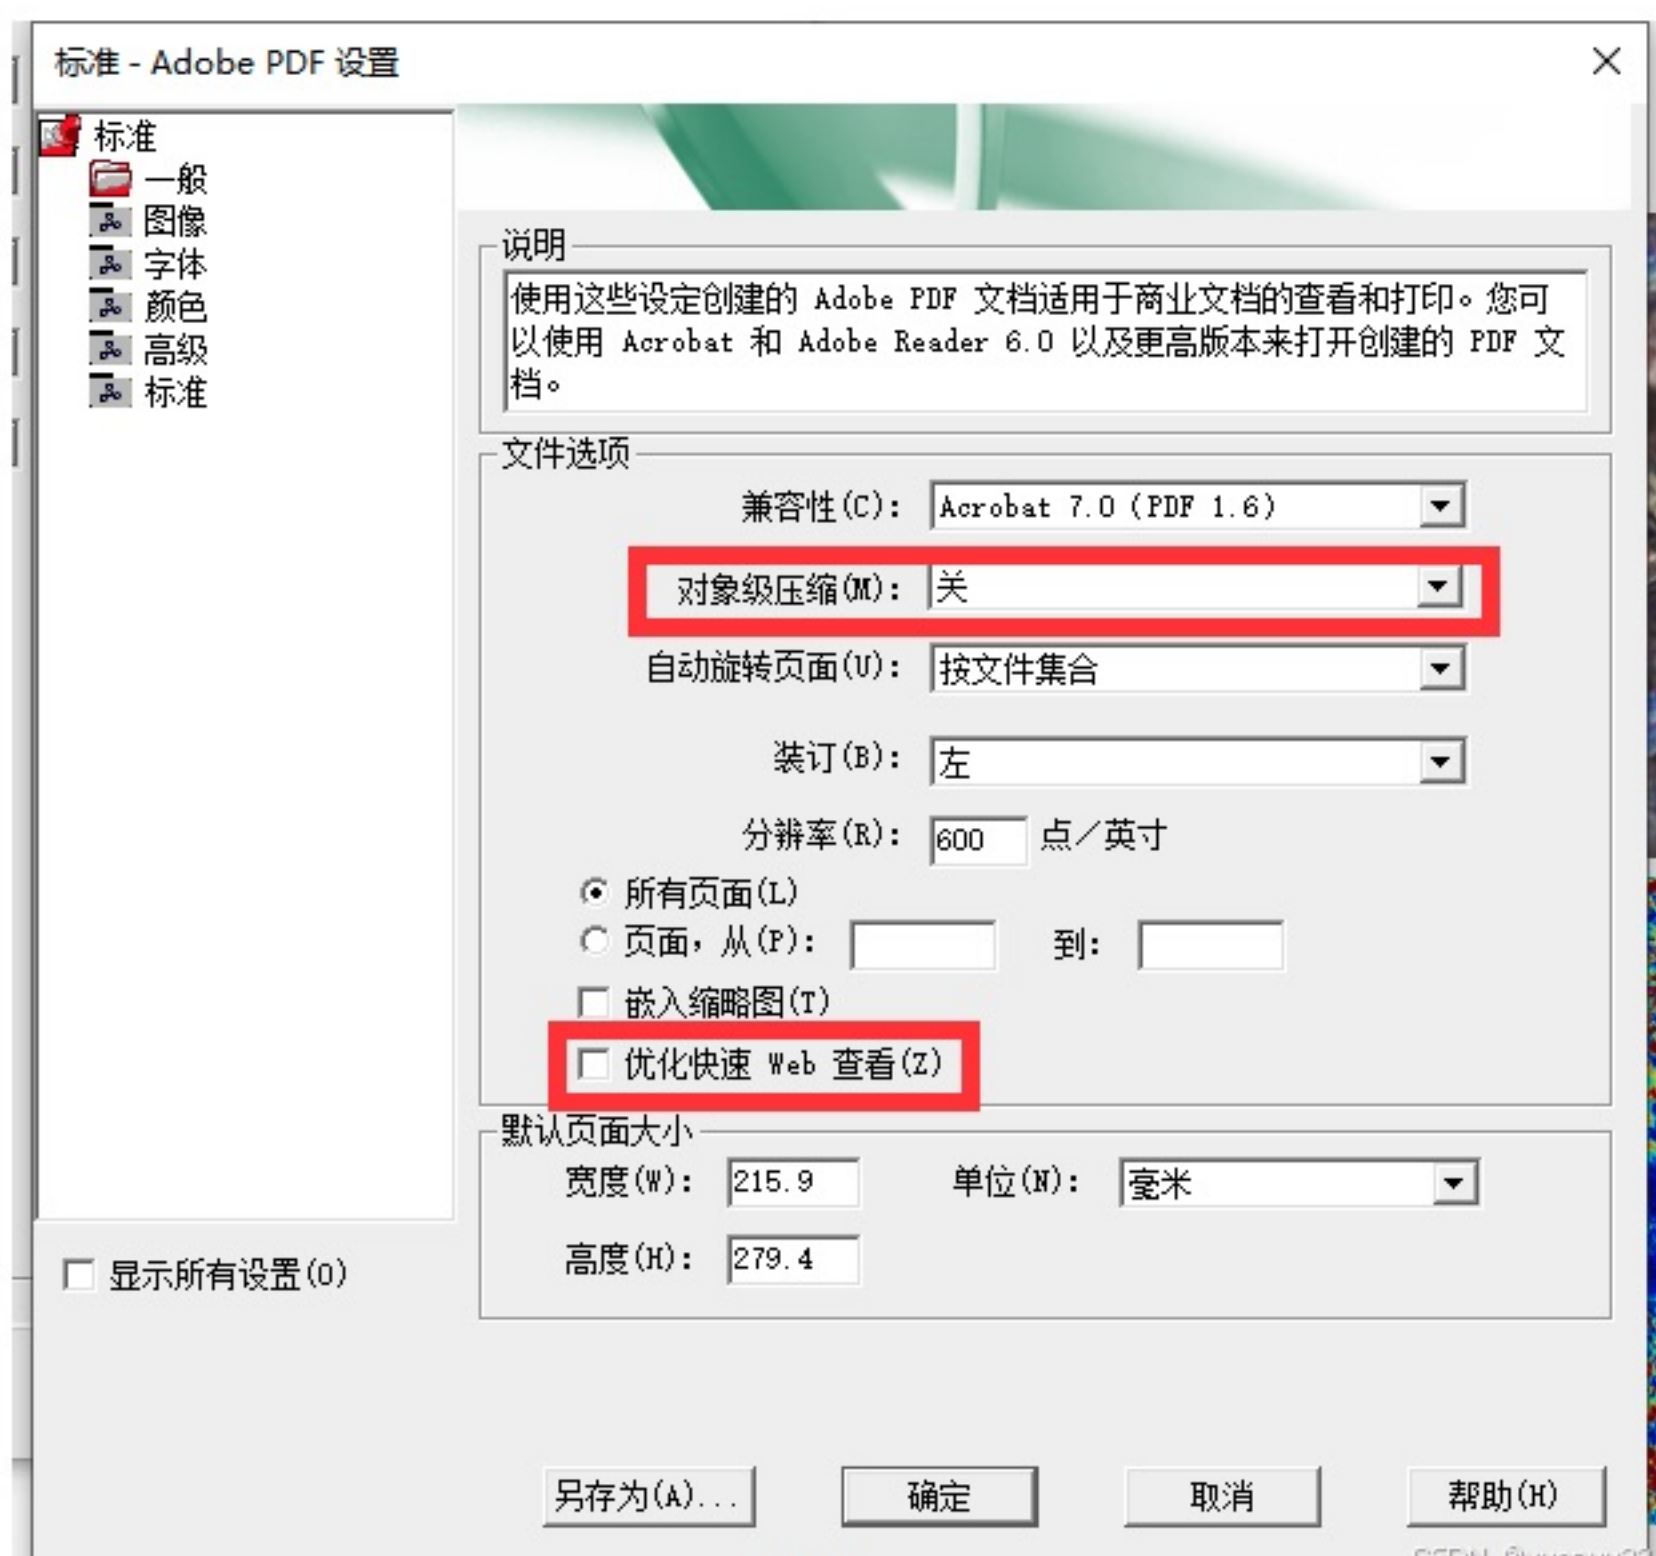 标准 - Adobe PDF 设置
标准
一般
图像
字体
颜色
高级
标准
显示所有设置(O)
说明
使用这些设定创建的 Adobe PDF 文档适用于商业文档的查看和打印。您可
以使用 Acrobat 和 Adobe Reader 6.0 以及更高版本来打开创建的 PDF 文
档。
文件选项
兼容性(C)： Acrobat 7.0 (PDF 1.6)
对象级压缩(M)： 关
自动旋转页面(U)： 按文件集合
装订(B)： 左
分辨率(R)： 600 点／英寸
所有页面(L)
页面，从(P)： 到：
嵌入缩略图(T)
优化快速 Web 查看(Z)
默认页面大小
宽度(W)： 215.9 单位(N)： 毫米
高度(H)： 279.4
另存为(A)... 确定 取消 帮助(H)